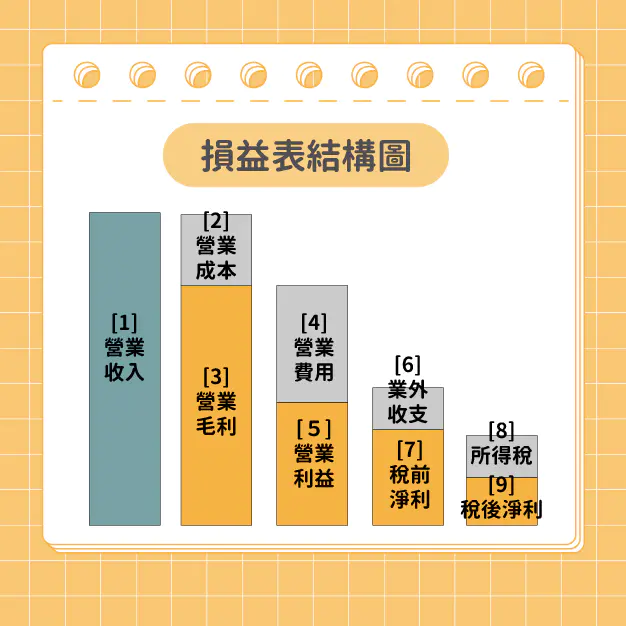 損益表結構圖
[1]
營業
收入
[2]
營業
成本
[3]
營業
毛利
[4]
營業
費用
[5]
營業
利益
[6]
業外
收支
[7]
稅前
淨利
[8]
所得稅
[9]
稅後淨利